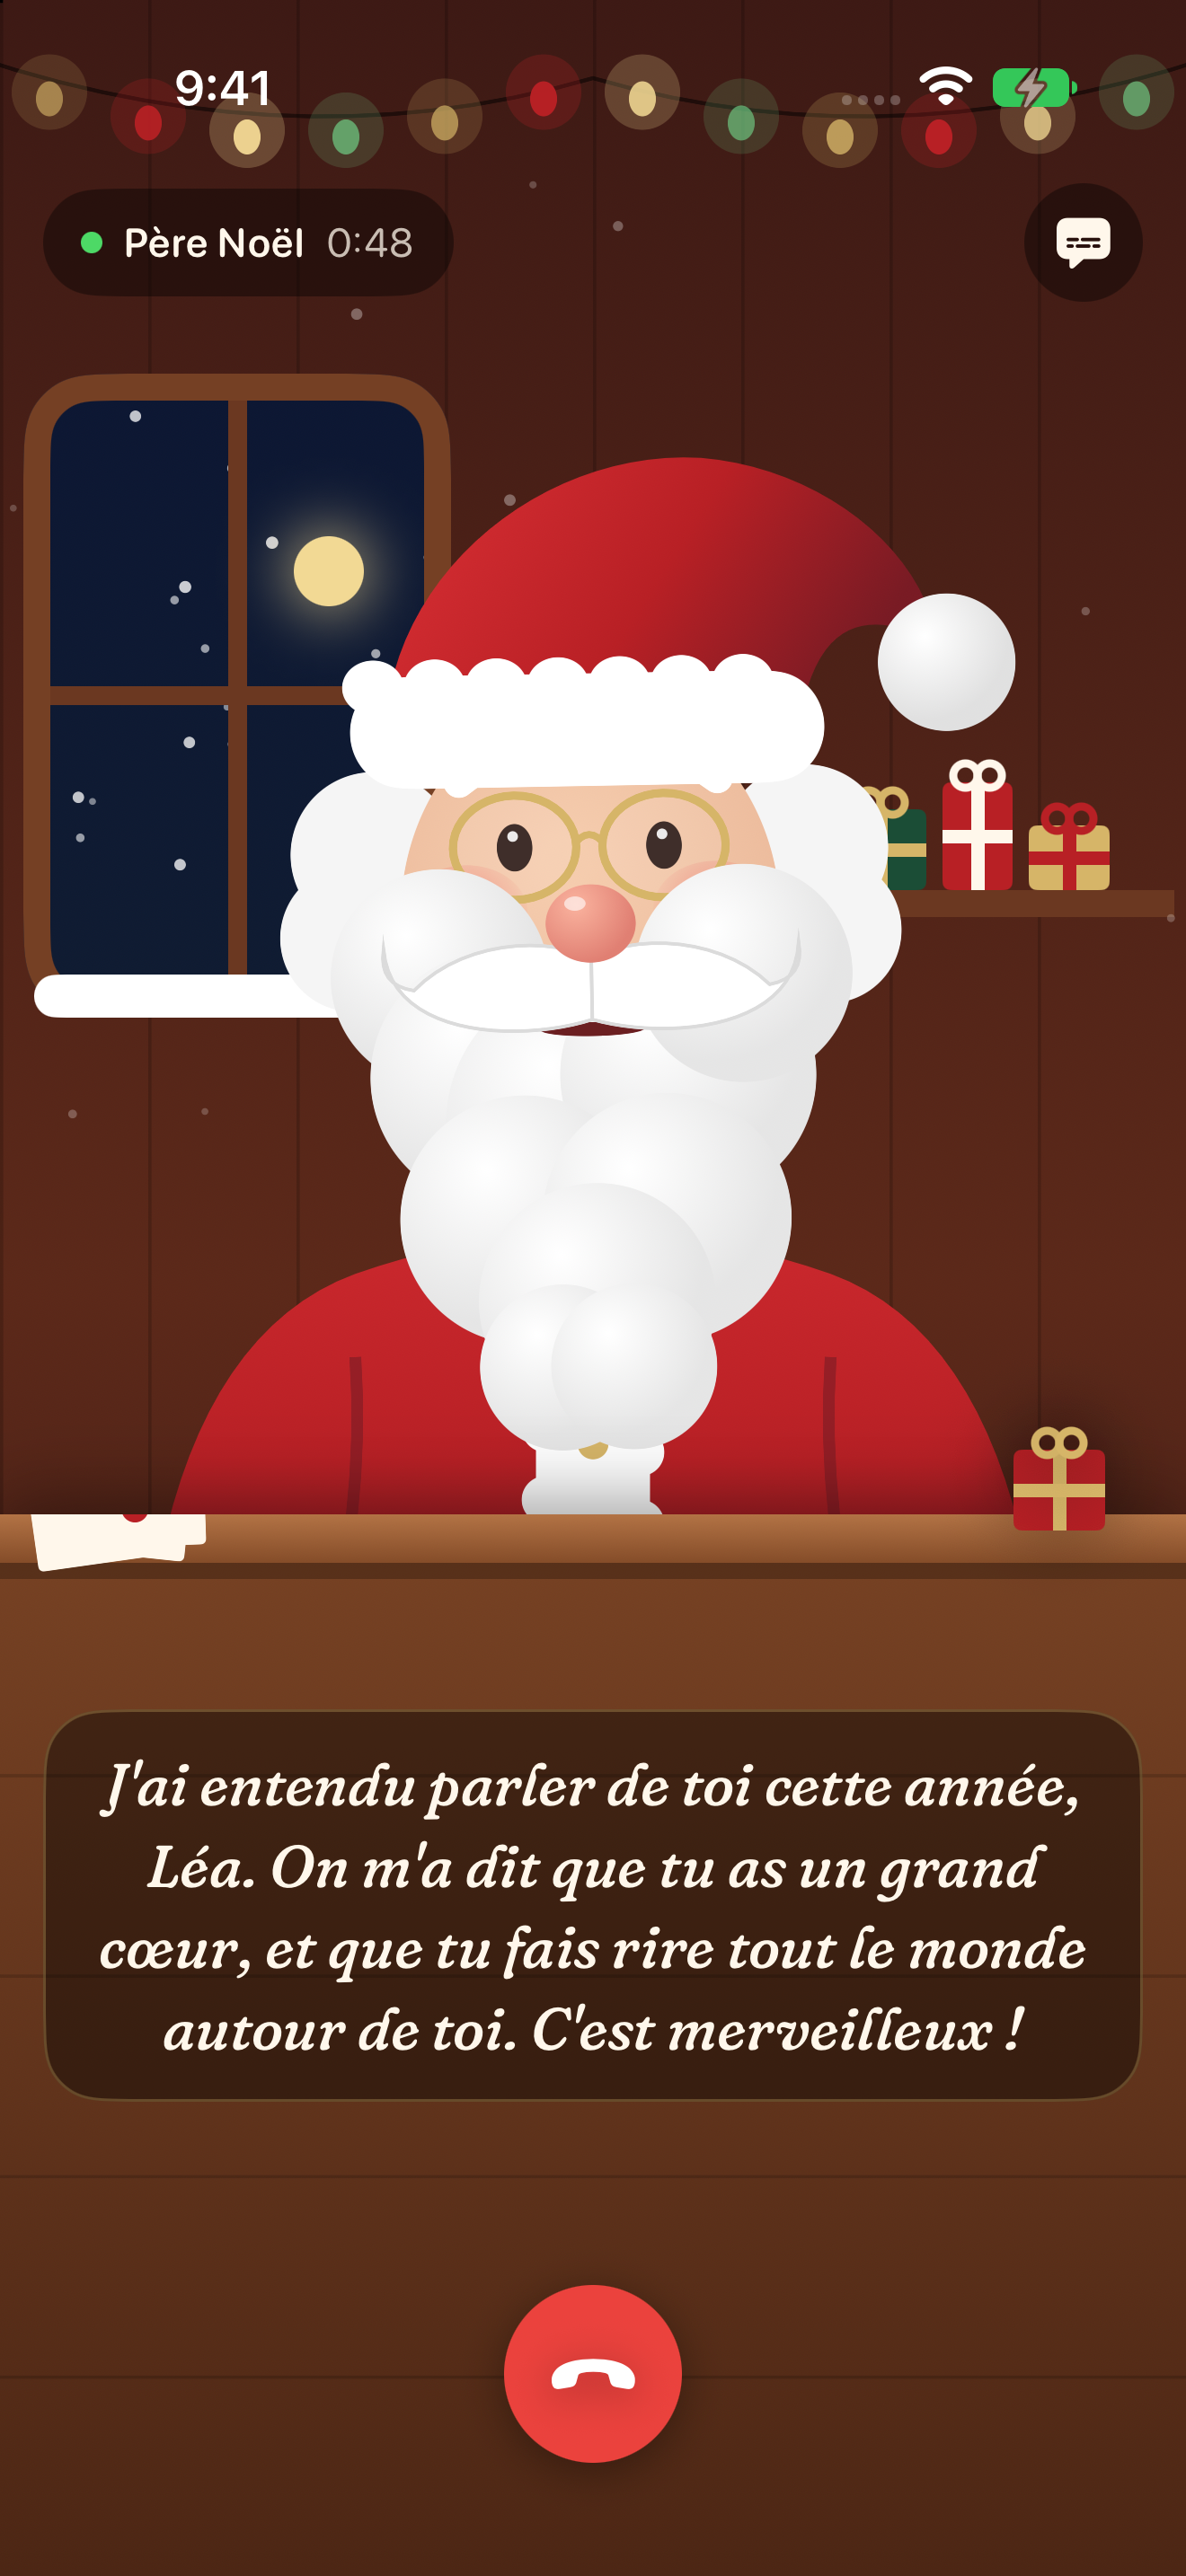 9:41
Père Noël 0:48
J'ai entendu parler de toi cette année,
Léa. On m'a dit que tu as un grand
cœur, et que tu fais rire tout le monde
autour de toi. C'est merveilleux !